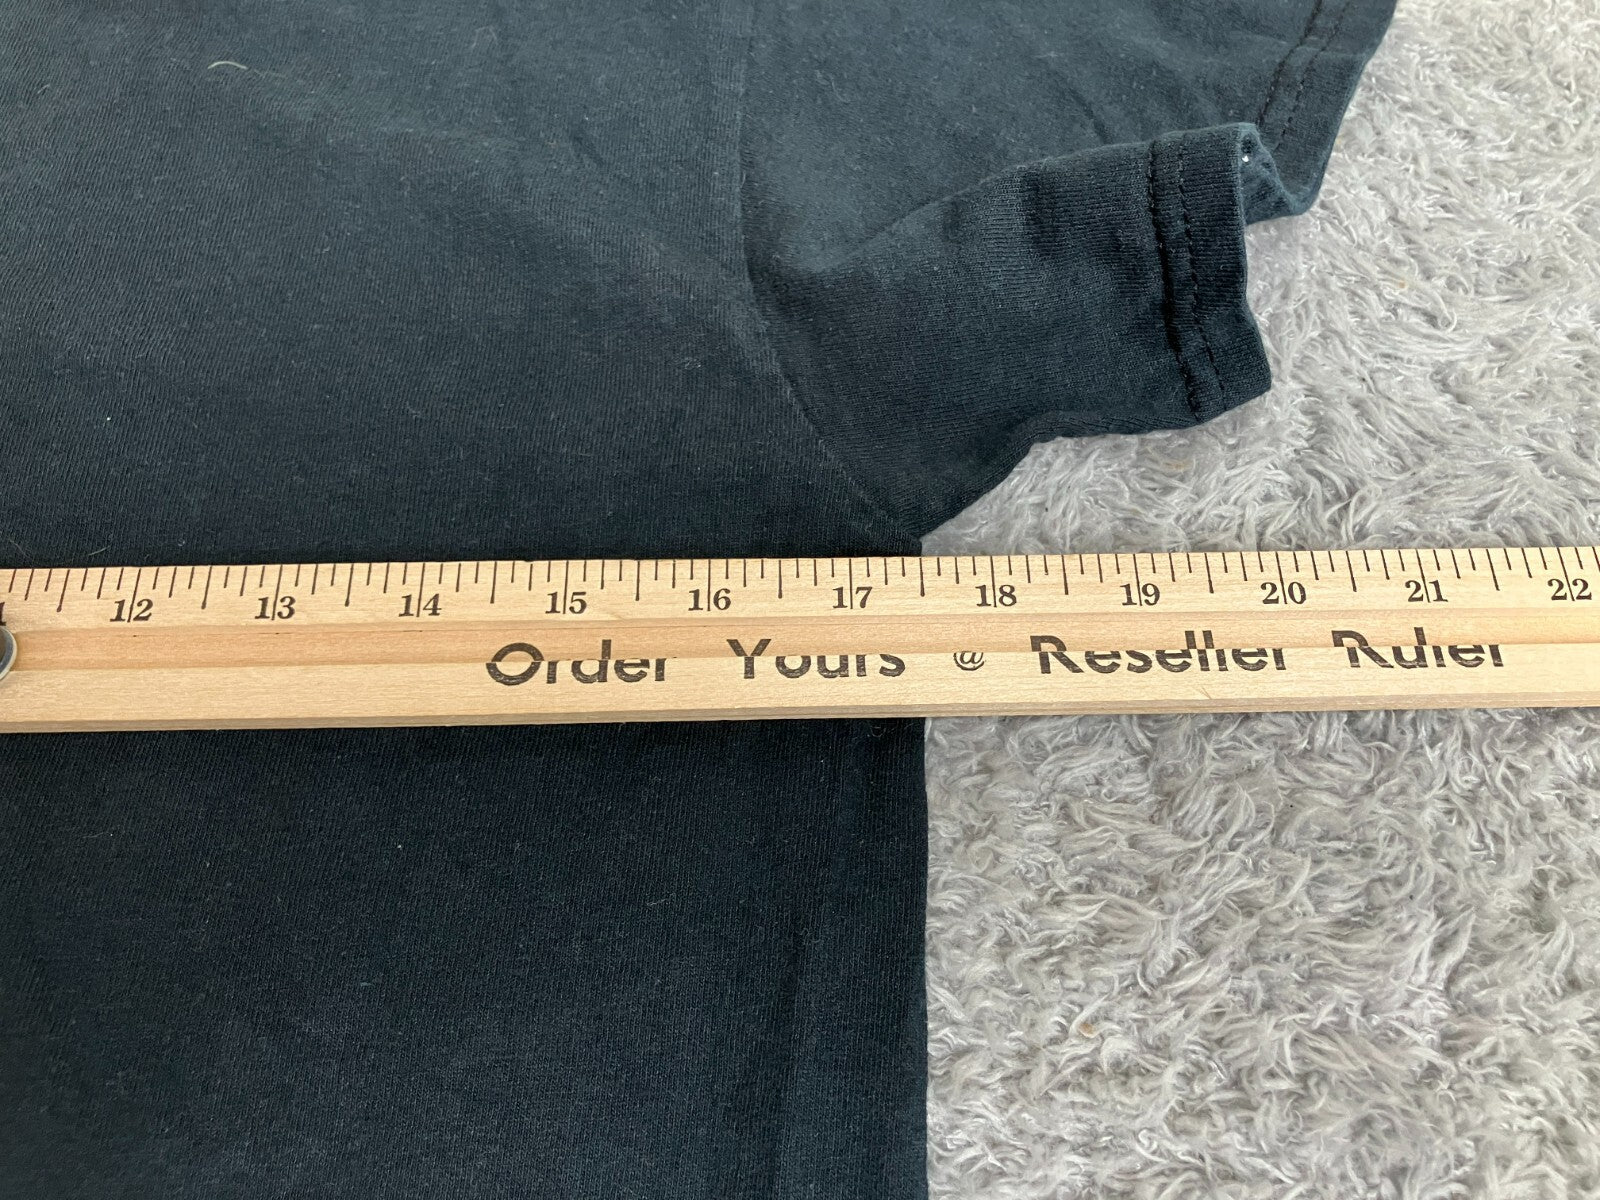 12 13 14 15 16 17 18 19 20 21 22
Order Yours @ Reseller Ruler